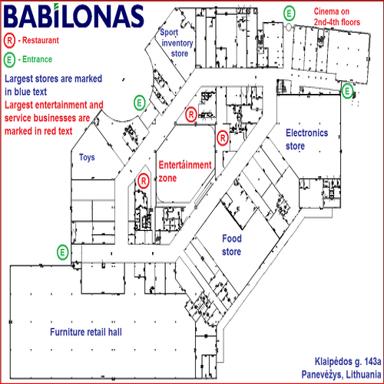 BABILONAS
R - Restaurant
E - Entrance
Largest stores are marked
in blue text
Largest entertainment and
service businesses are
marked in red text
Sport
inventory
store
E
Cinema on
2nd-4th floors
E
E
R
R
Electronics
store
Toys
Entertainment
zone
R
Food
store
E
Furniture retail hall
Klaipėdos g. 143a
Panevėžys, Lithuania